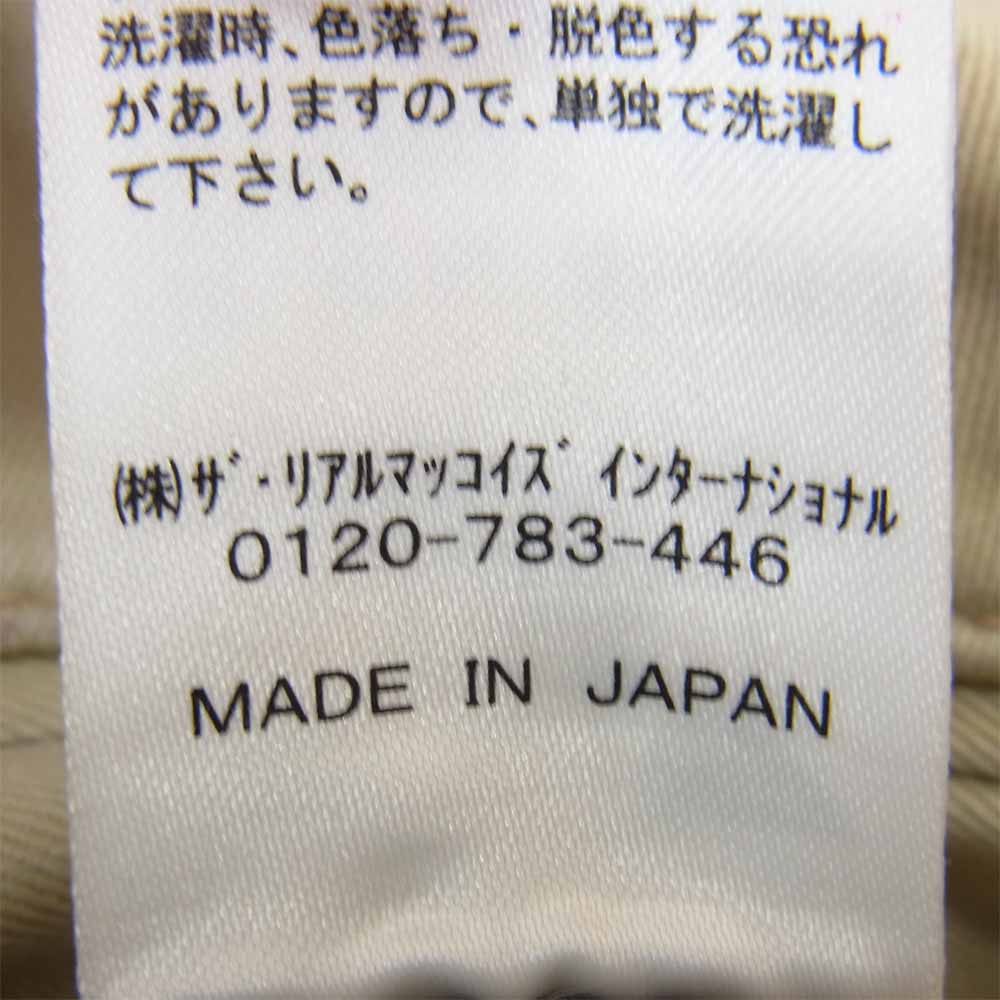 洗濯時、色落ち・脱色する恐れ
がありますので、単独で洗濯し
て下さい。
(株)ｻﾞ･リアルマッコイズ インターナショナル
0120-783-446
MADE IN JAPAN